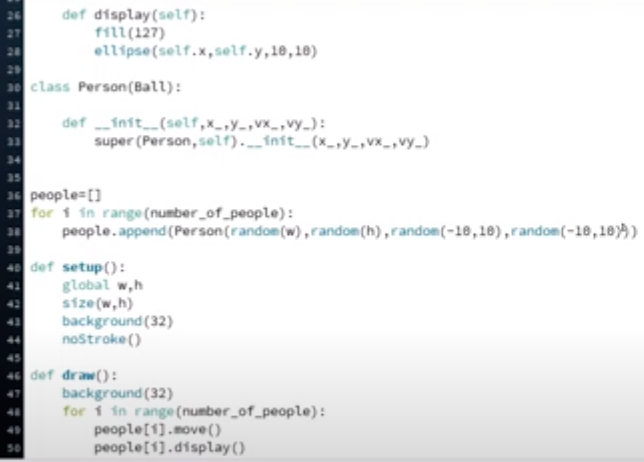 26 def display(self):
27 fill(127)
28 ellipse(self.x,self.y,10,10)
29
30 class Person(Ball):
31
32 def __init__(self,x_,y_,vx_,vy_):
33 super(Person,self).__init__(x_,y_,vx_,vy_)
34
35
36 people=[]
37 for i in range(number_of_people):
38 people.append(Person(random(w),random(h),random(-10,10),random(-10,10)))
39
40 def setup():
41 global w,h
42 size(w,h)
43 background(32)
44 noStroke()
45
46 def draw():
47 background(32)
48 for i in range(number_of_people):
49 people[i].move()
50 people[i].display()